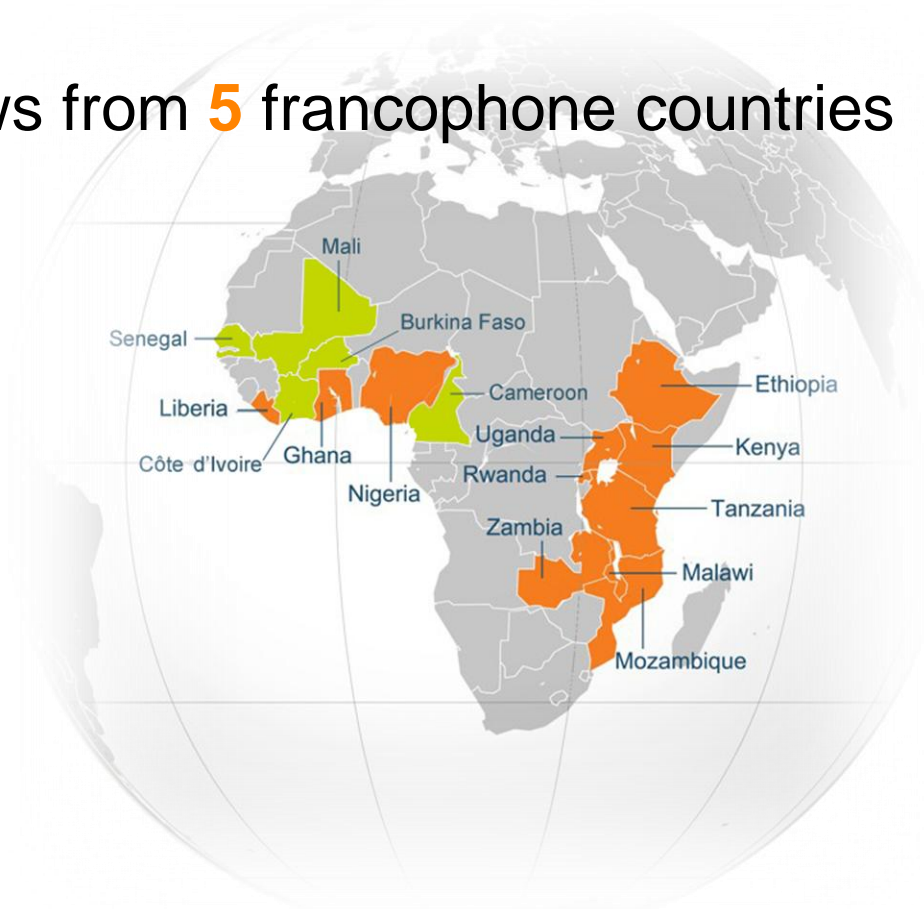 ws from 5 francophone countries
Mali
Burkina Faso
Senegal
Cameroon
Ethiopia
Liberia
Uganda
Kenya
Ghana
Côte d'Ivoire
Rwanda
Nigeria
Tanzania
Zambia
Malawi
Mozambique